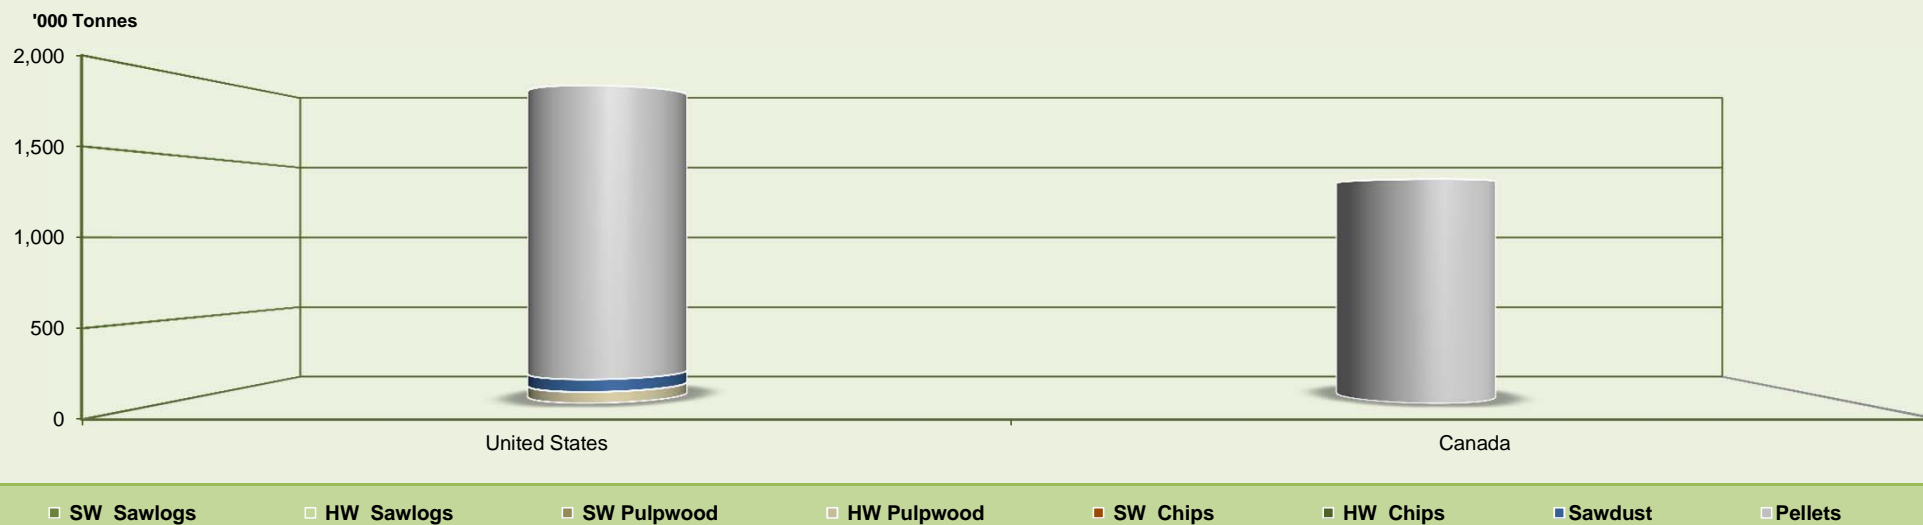 '000 Tonnes
2,000
1,500
1,000
500
0
United States Canada
SW Sawlogs HW Sawlogs SW Pulpwood HW Pulpwood SW Chips HW Chips Sawdust Pellets